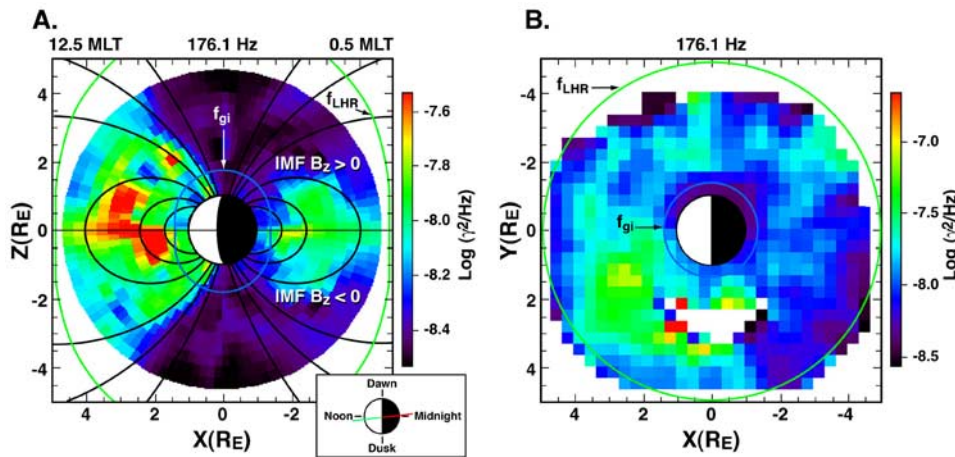 A.
12.5 MLT 176.1 Hz 0.5 MLT
fLHR
fgi
IMF Bz > 0
IMF Bz < 0
Z(RE)
4
2
0
2
4
4 2 0 -2
X(RE)
-7.6
-7.8
-8.0
-8.2
-8.4
Log (γ²/Hz)
Dawn
Noon
Midnight
Dusk
B.
176.1 Hz
fLHR
fgi
Y(RE)
-4
-2
0
2
4
4 2 0 -2 -4
X(RE)
-7.0
-7.5
-8.0
-8.5
Log (γ²/Hz)